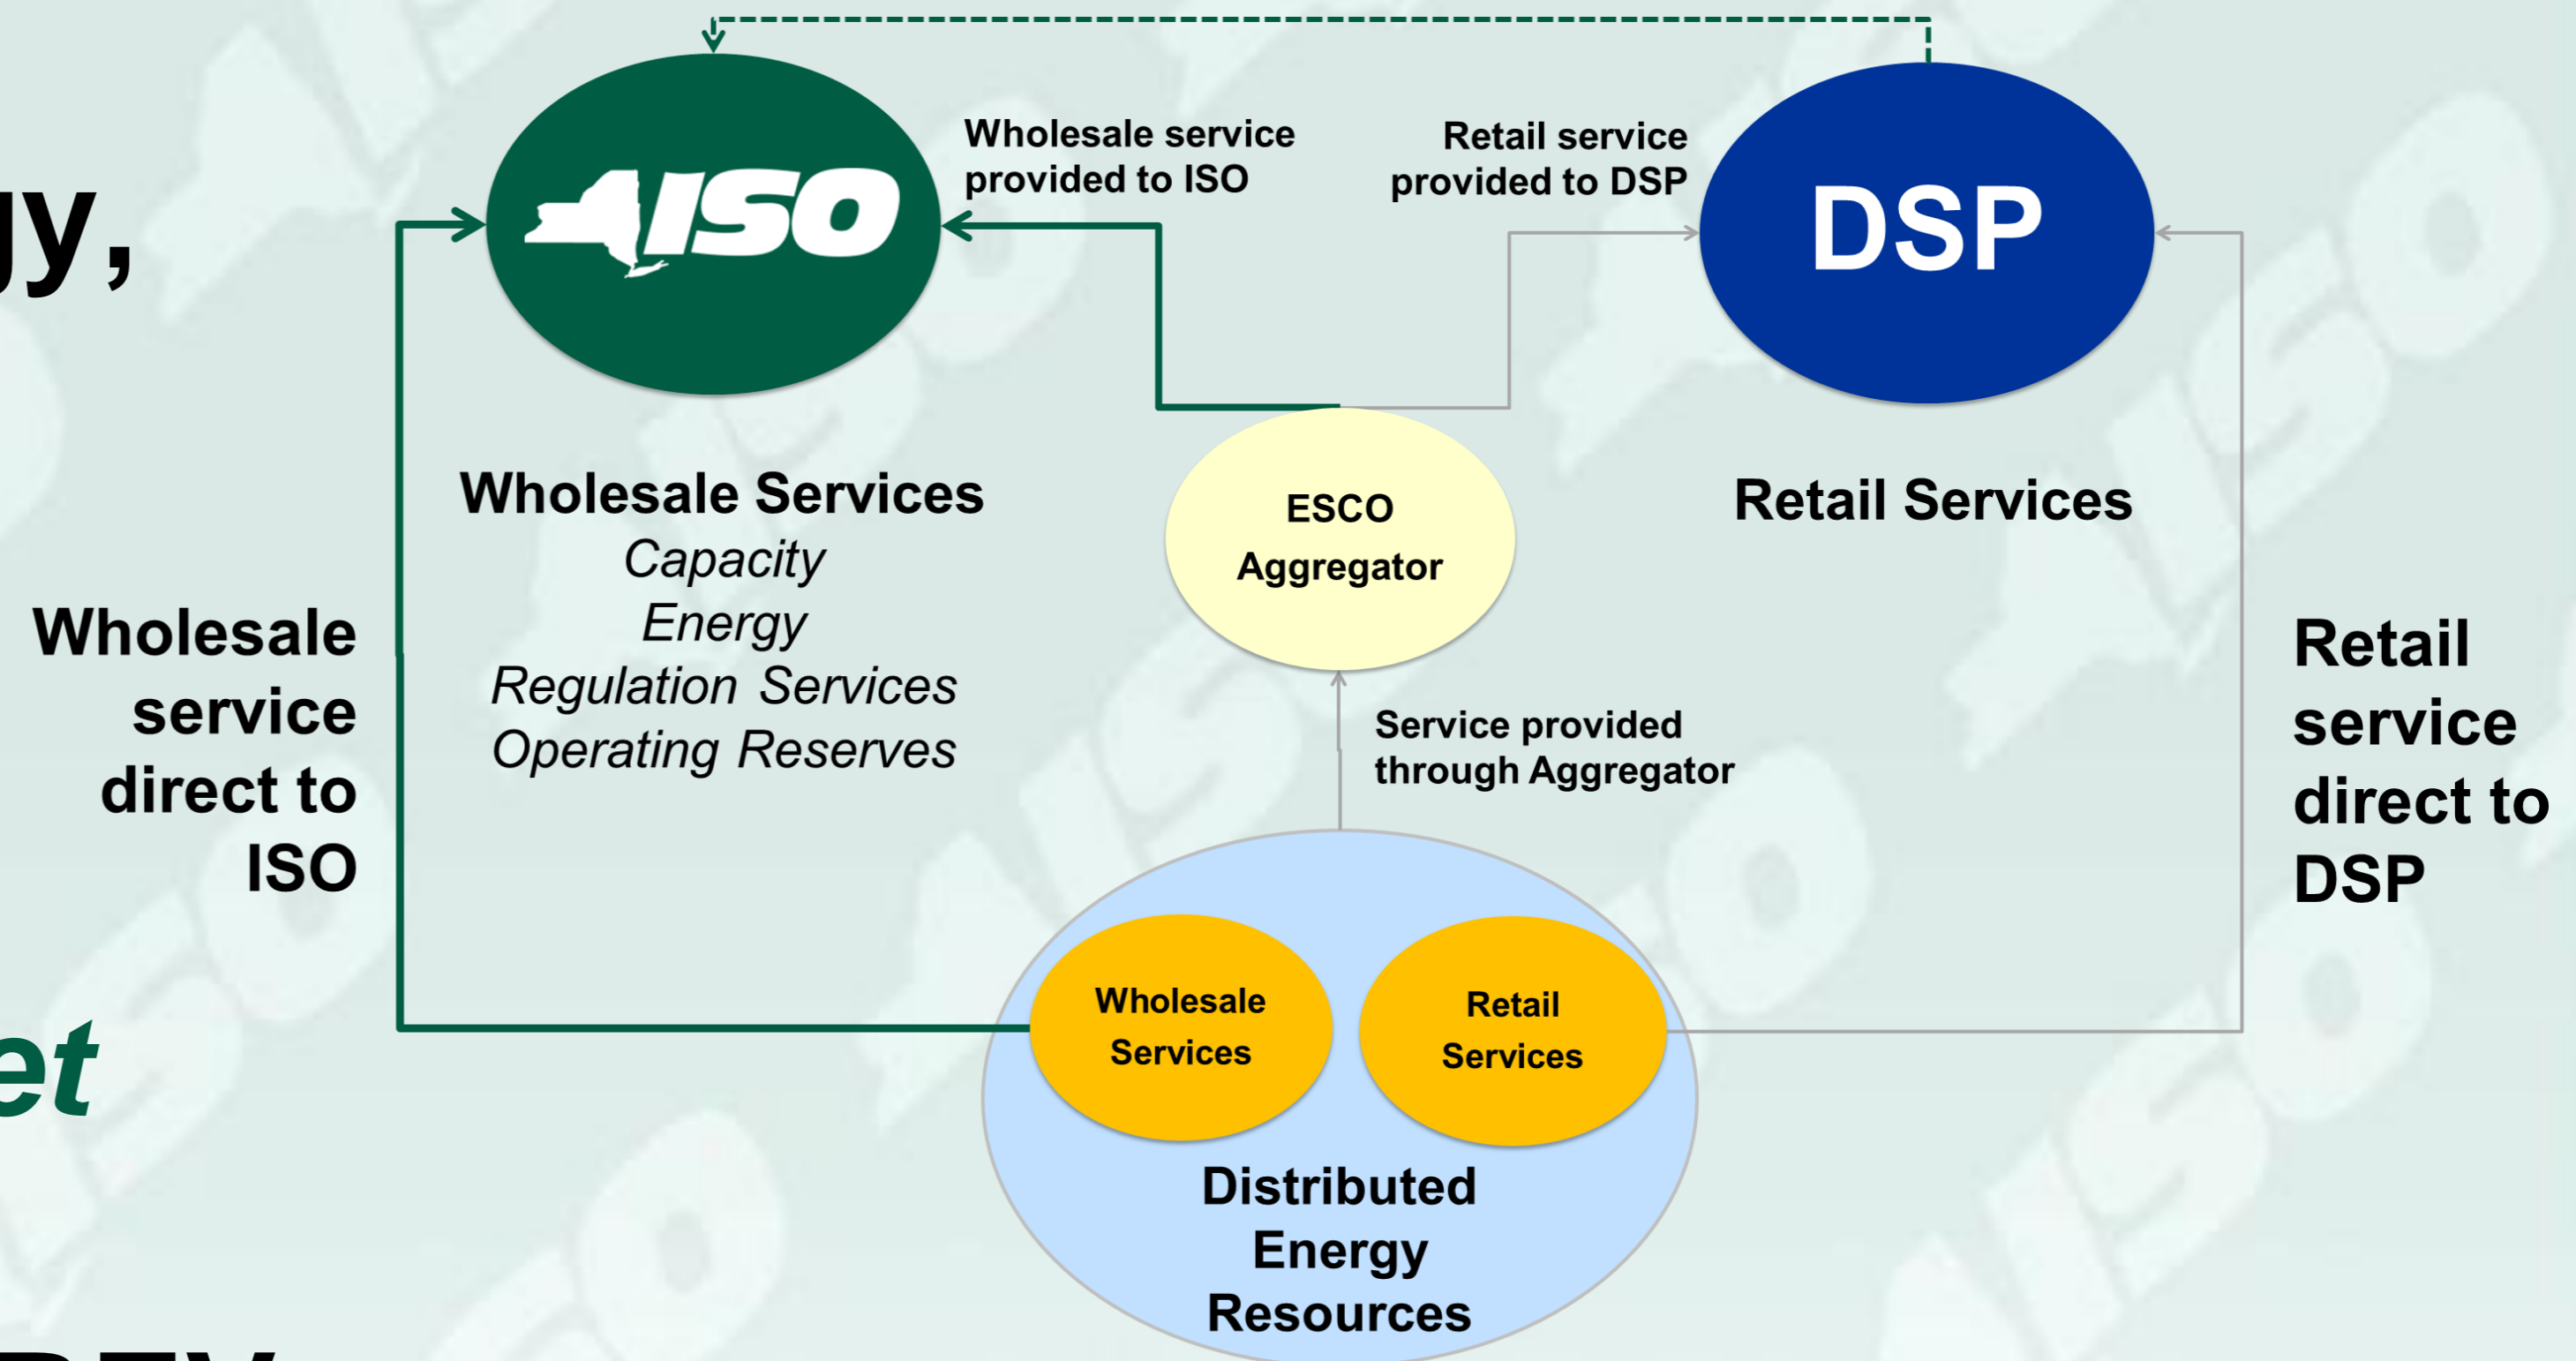 gy,
et
ISO
Wholesale service
provided to ISO
Retail service
provided to DSP
DSP
Wholesale Services
Capacity
Energy
Regulation Services
Operating Reserves
ESCO
Aggregator
Retail Services
Wholesale
service
direct to
ISO
Service provided
through Aggregator
Retail
service
direct to
DSP
Wholesale
Services
Retail
Services
Distributed
Energy
Resources